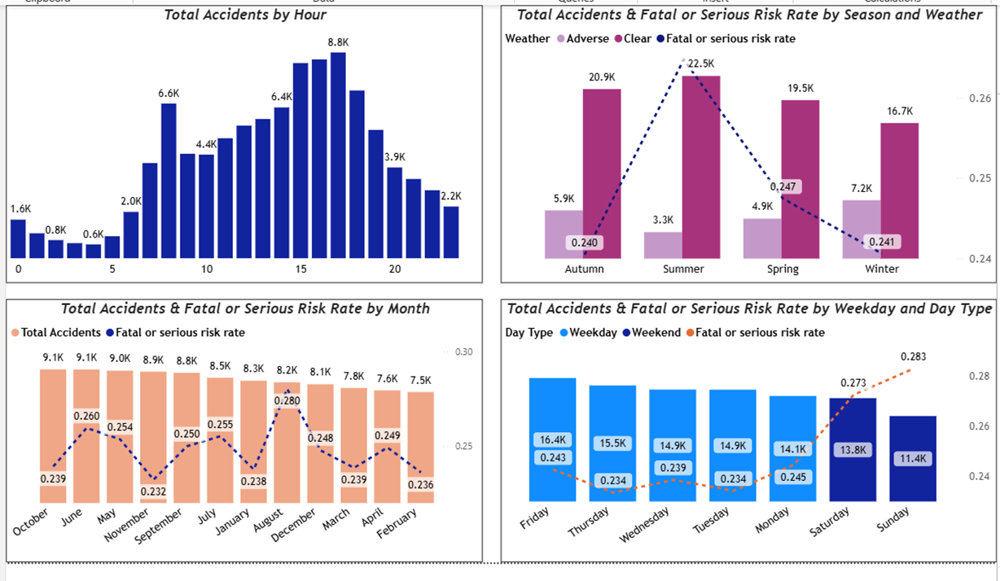 Clipboard
Data
Queries
Insert
Calculations
Total Accidents by Hour
8.8K
6.6K
6.4K
4.4K
3.9K
2.0K
2.2K
1.6K
0.8K
0.6K
0 5 10 15 20
Total Accidents & Fatal or Serious Risk Rate by Season and Weather
Weather Adverse Clear Fatal or serious risk rate
22.5K
20.9K
19.5K
16.7K
0.26
0.247
7.2K
0.25
5.9K
4.9K
3.3K
0.240
0.241
0.24
Autumn Summer Spring Winter
Total Accidents & Fatal or Serious Risk Rate by Month
Total Accidents Fatal or serious risk rate
9.1K 9.1K 9.0K 8.9K 8.8K 8.5K 8.3K 8.2K 8.1K 7.8K 7.6K 7.5K
0.30
0.25
0.239 0.260 0.254 0.232 0.250 0.255 0.238 0.280 0.248 0.239 0.249 0.236
October June May November September July January August December March April February
Total Accidents & Fatal or Serious Risk Rate by Weekday and Day Type
Day Type Weekday Weekend Fatal or serious risk rate
0.283
0.273
0.28
0.26
0.24
16.4K 15.5K 14.9K 14.9K 14.1K 13.8K 11.4K
0.243 0.234 0.239 0.234 0.245
Friday Thursday Wednesday Tuesday Monday Saturday Sunday